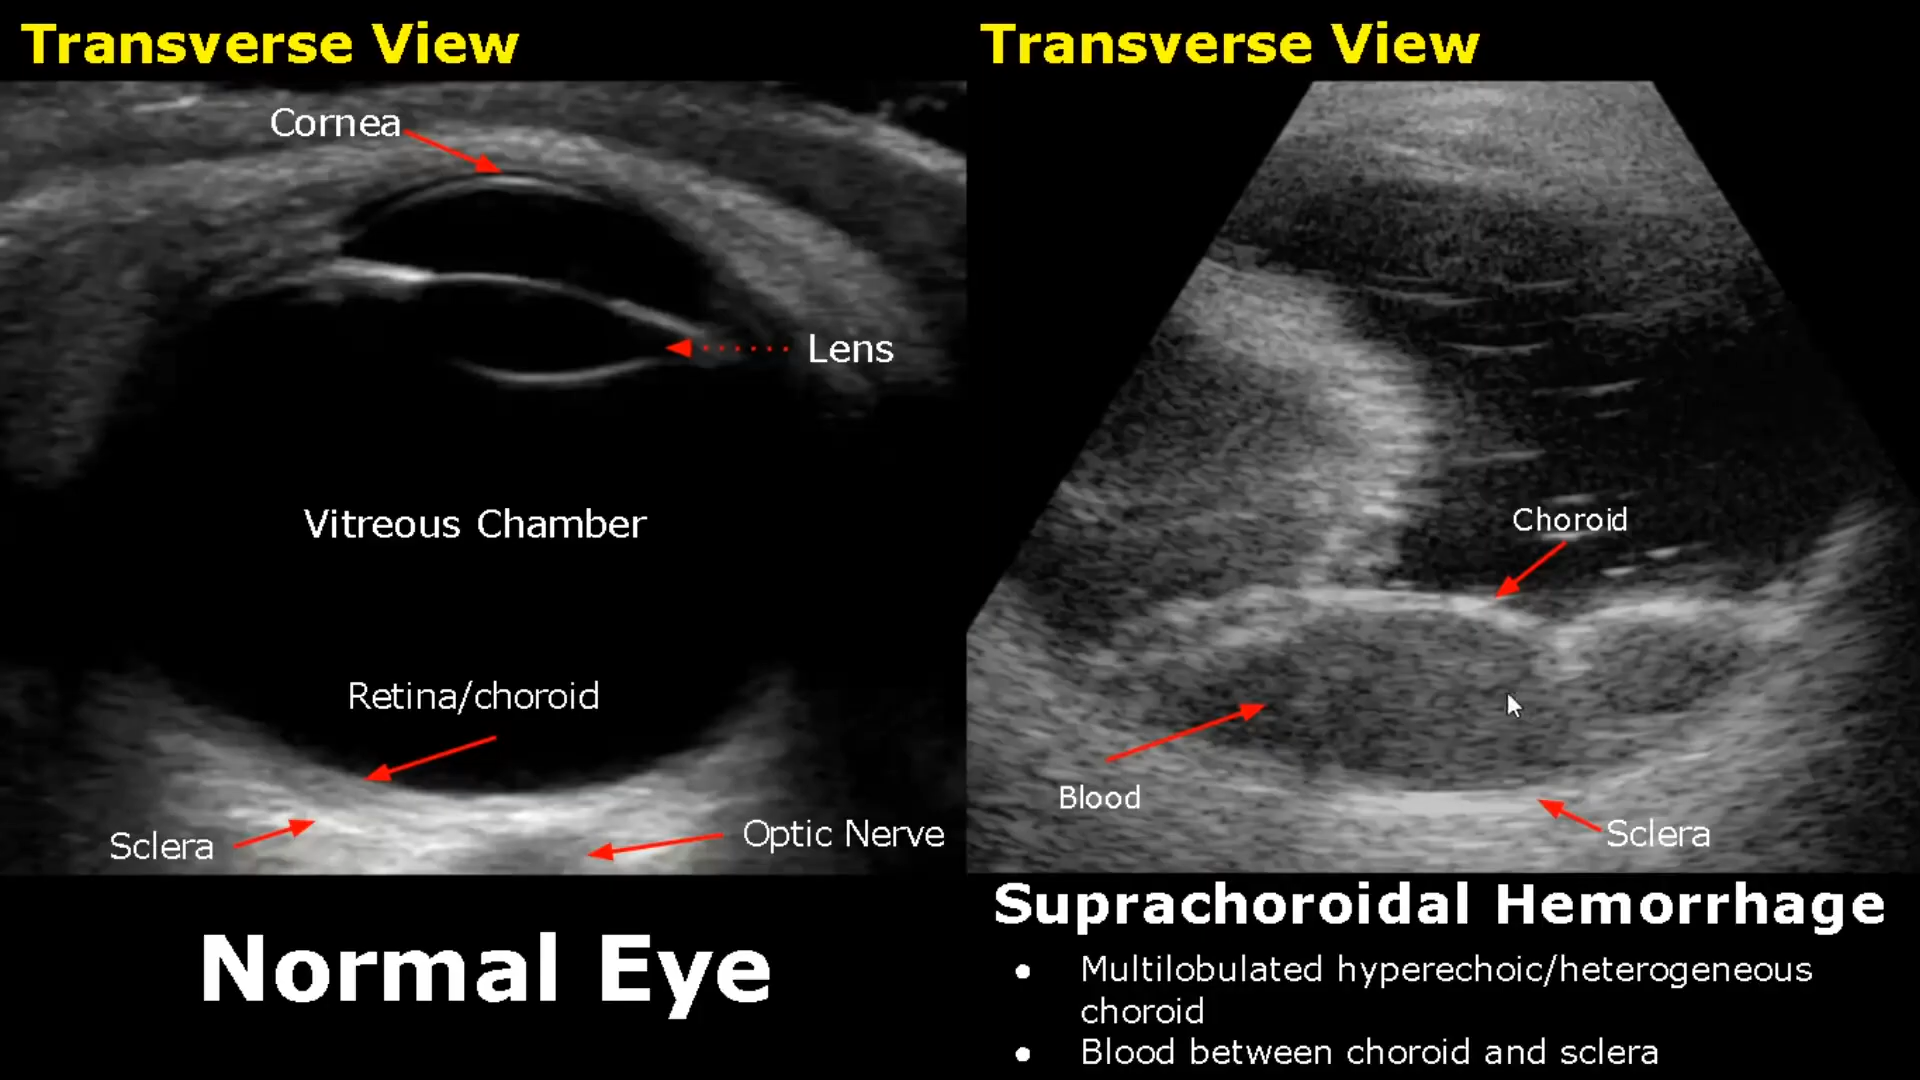 Transverse View
Cornea
Lens
Vitreous Chamber
Retina/choroid
Sclera
Optic Nerve
Normal Eye
Transverse View
Choroid
Blood
Sclera
Suprachoroidal Hemorrhage
• Multilobulated hyperechoic/heterogeneous
choroid
• Blood between choroid and sclera